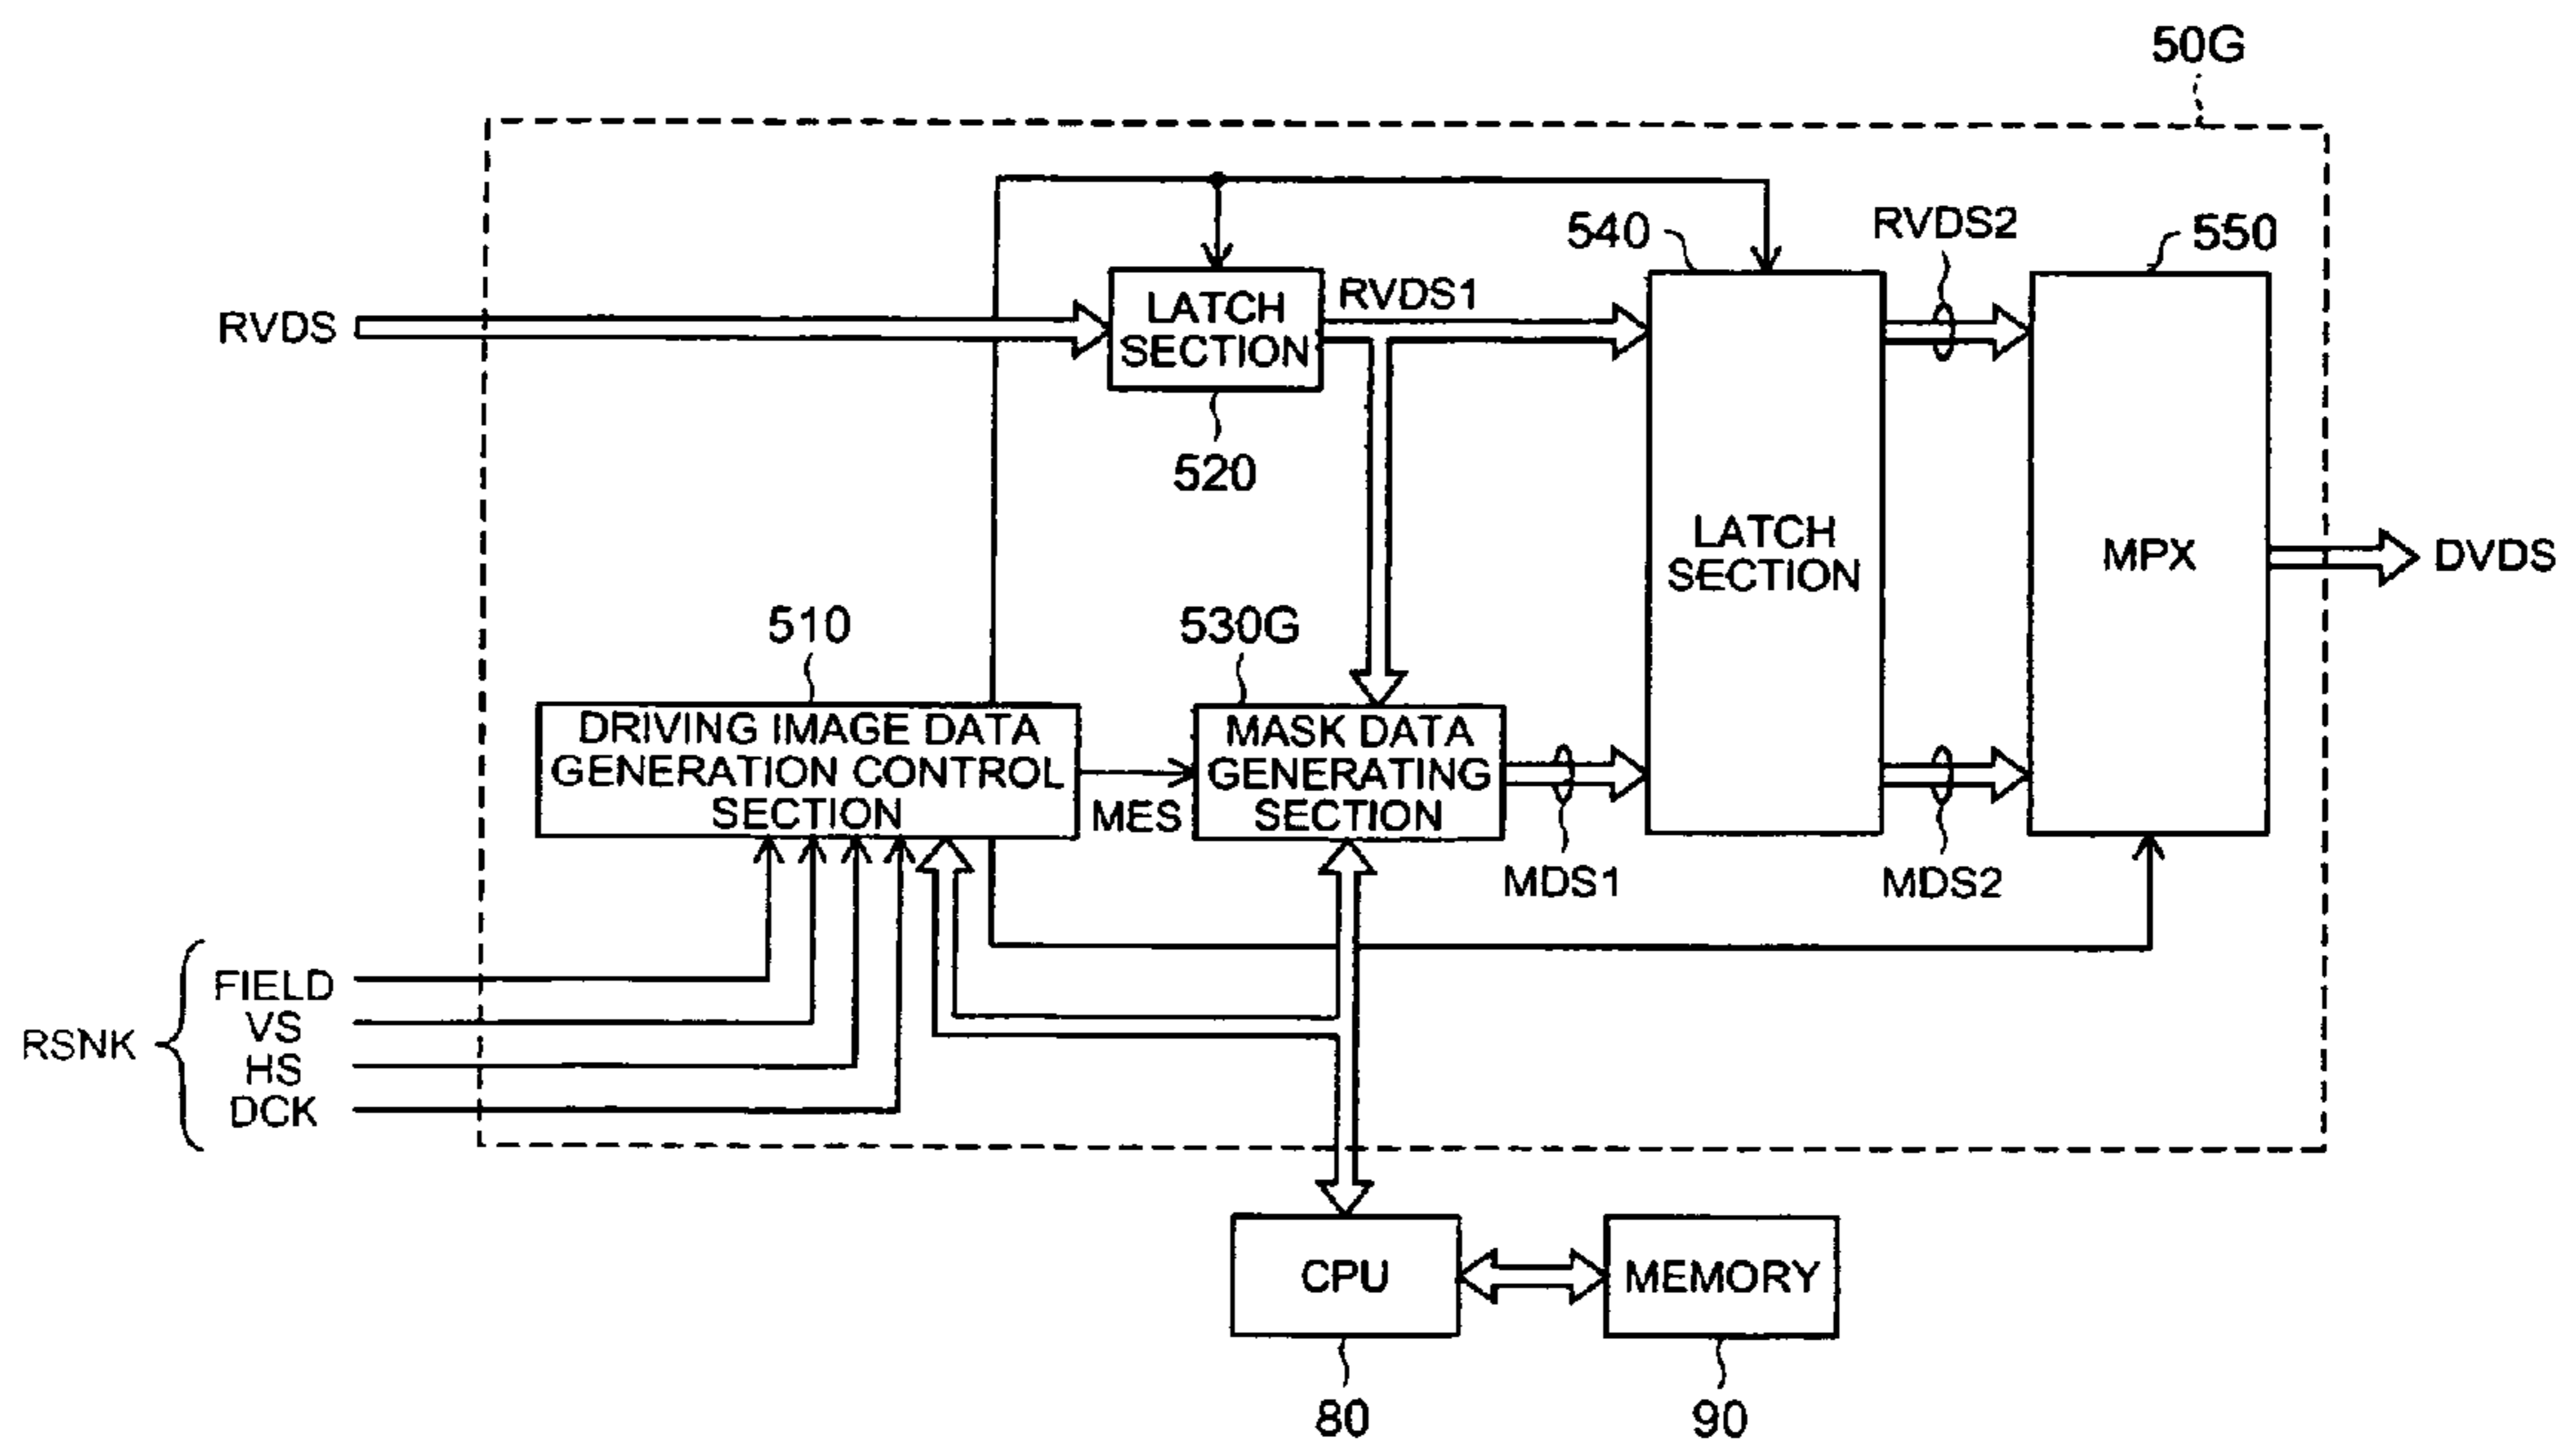 50G
540
RVDS2
550
RVDS
LATCH
SECTION
RVDS1
520
LATCH
SECTION
MPX
DVDS
510
530G
DRIVING IMAGE DATA
GENERATION CONTROL
SECTION
MES
MASK DATA
GENERATING
SECTION
MDS1
MDS2
RSNK
FIELD
VS
HS
DCK
CPU
MEMORY
80
90